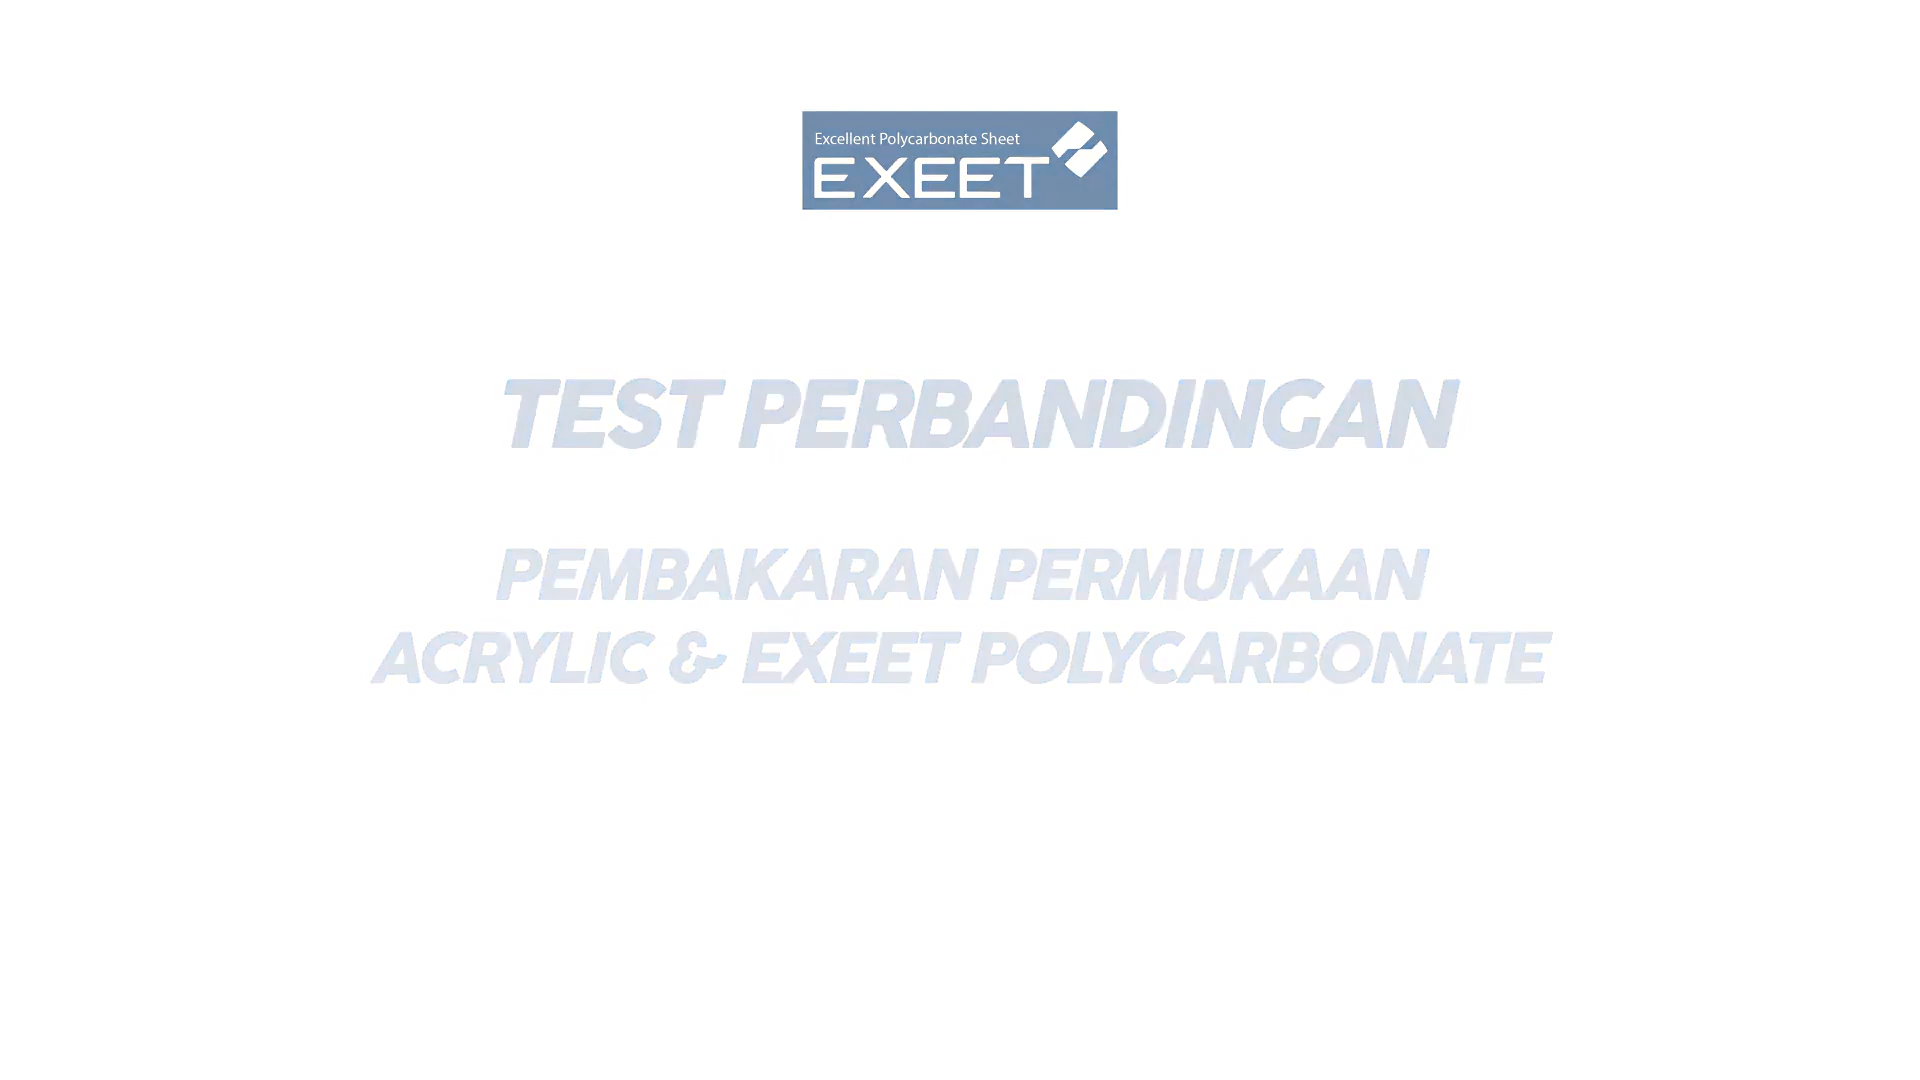 Excellent Polycarbonate Sheet
EXEET
TEST PERBANDINGAN
PEMBAKARAN PERMUKAAN
ACRYLIC & EXEET POLYCARBONATE